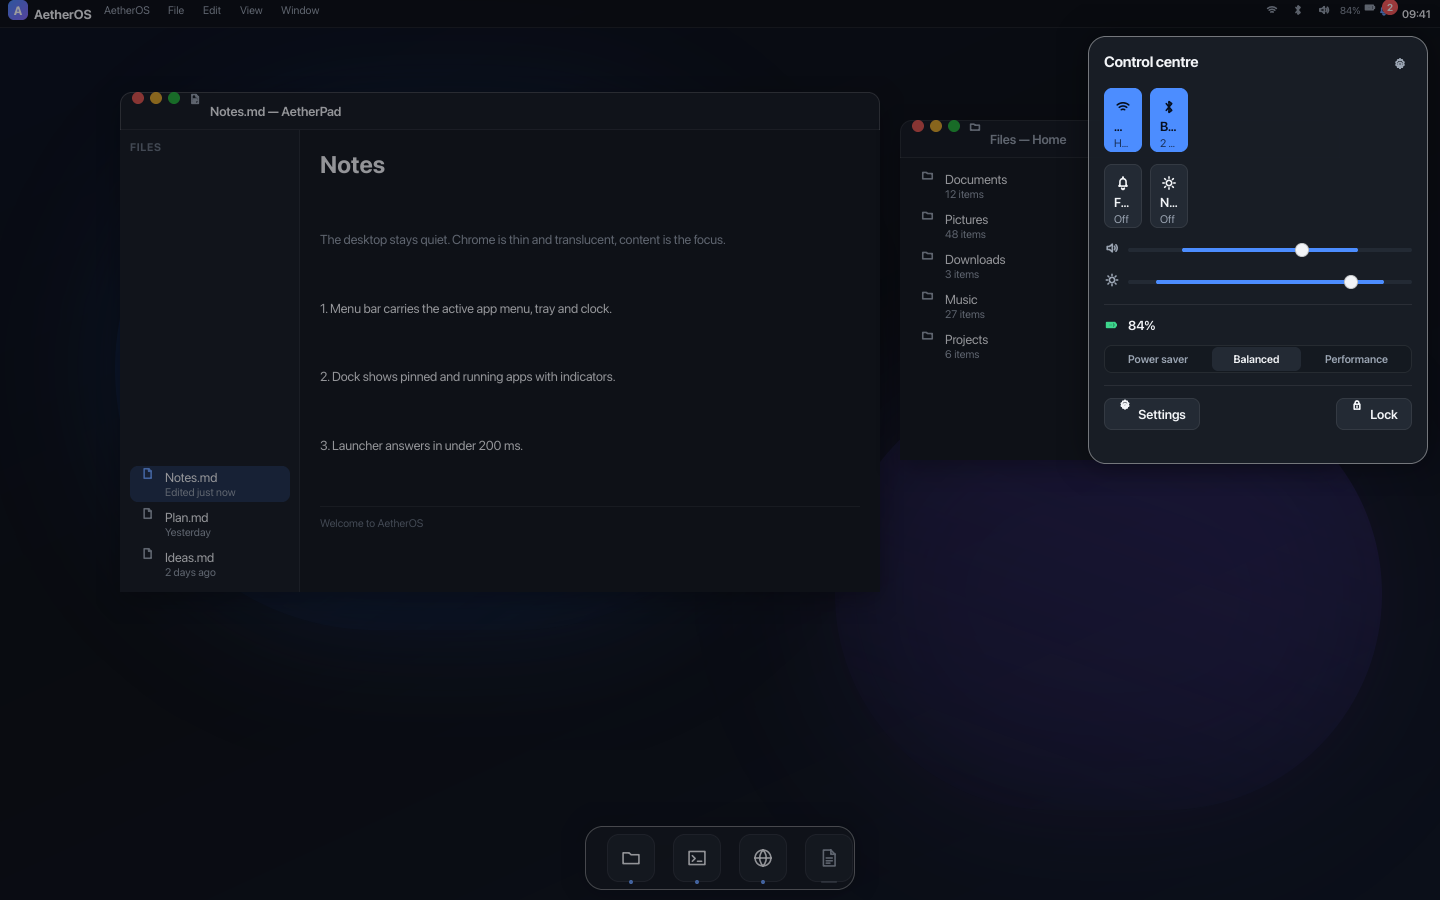 A AetherOS AetherOS File Edit View Window 84% 2 09:41
Control centre
... B...
H... 2 ...
F... N...
Off Off
84%
Power saver Balanced Performance
Settings Lock
Notes.md — AetherPad
FILES
Notes.md
Edited just now
Plan.md
Yesterday
Ideas.md
2 days ago
Notes
The desktop stays quiet. Chrome is thin and translucent, content is the focus.
1. Menu bar carries the active app menu, tray and clock.
2. Dock shows pinned and running apps with indicators.
3. Launcher answers in under 200 ms.
Welcome to AetherOS
Files — Home
Documents
12 items
Pictures
48 items
Downloads
3 items
Music
27 items
Projects
6 items